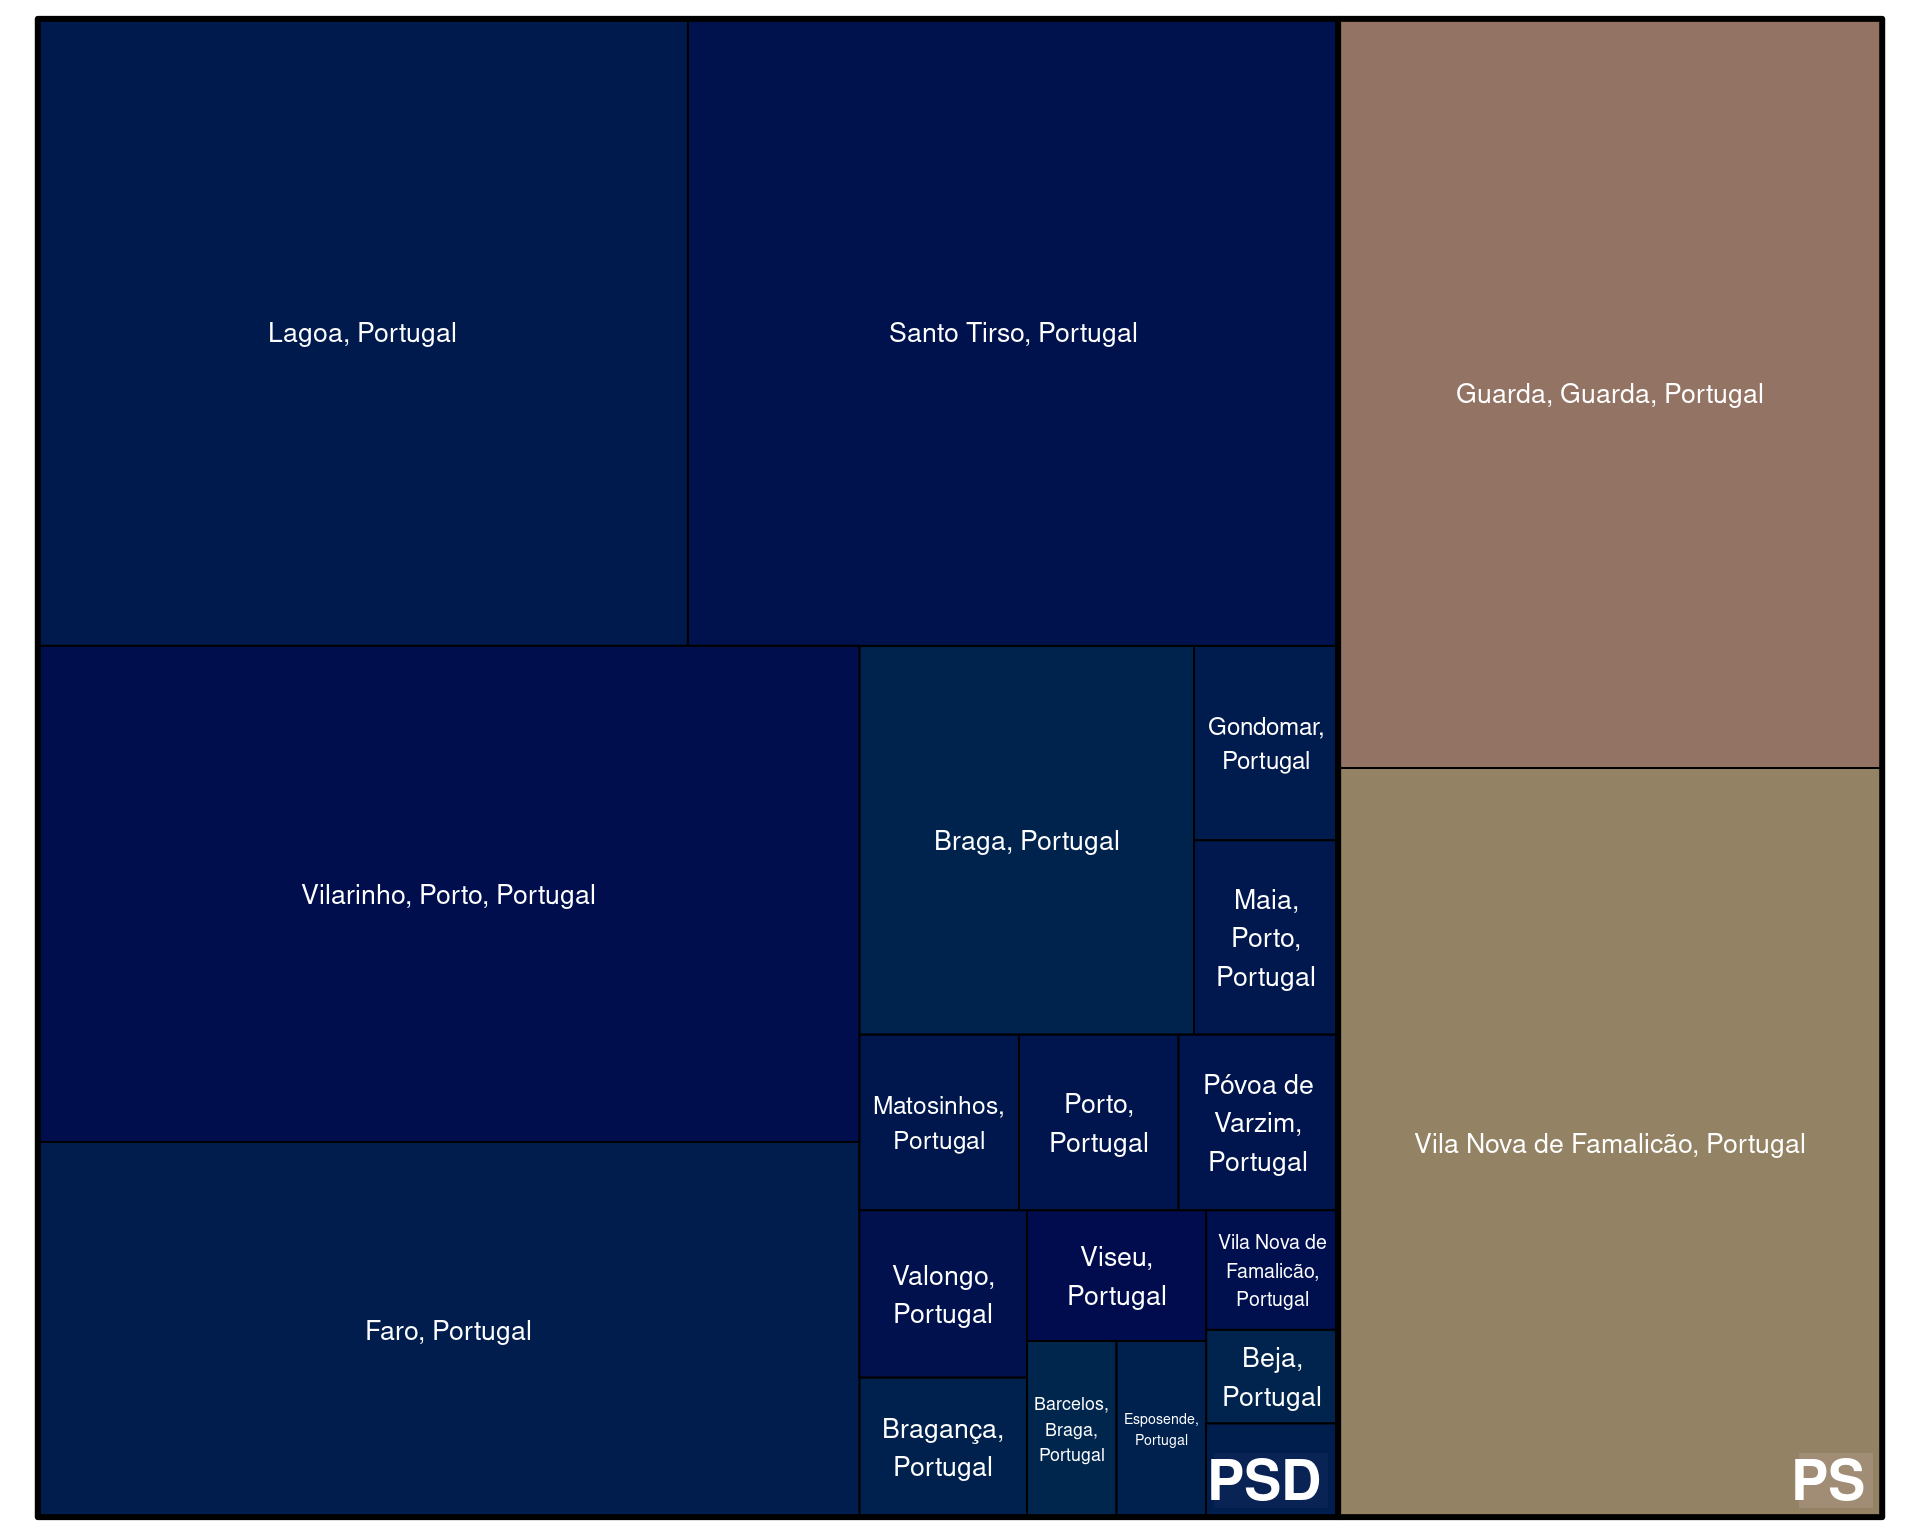 Lagoa, Portugal
Santo Tirso, Portugal
Guarda, Guarda, Portugal
Vilarinho, Porto, Portugal
Braga, Portugal
Gondomar,
Portugal
Maia,
Porto,
Portugal
Matosinhos,
Portugal
Porto,
Portugal
Póvoa de
Varzim,
Portugal
Vila Nova de Famalicão, Portugal
Faro, Portugal
Valongo,
Portugal
Viseu,
Portugal
Vila Nova de
Famalicão,
Portugal
Bragança,
Portugal
Barcelos,
Braga,
Portugal
Esposende,
Portugal
Beja,
Portugal
PSD
PS